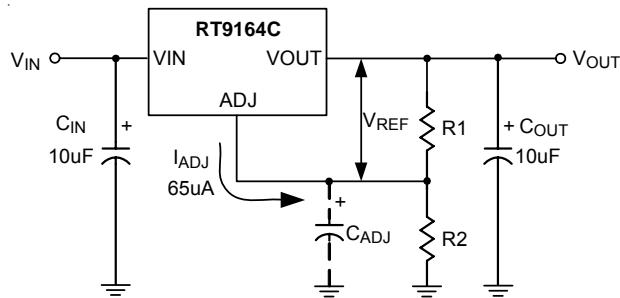 RT9164C
VIN
VIN
VOUT
VOUT
ADJ
VREF
R1
CIN
+
10uF
+ COUT
10uF
IADJ
65uA
+
CADJ
R2